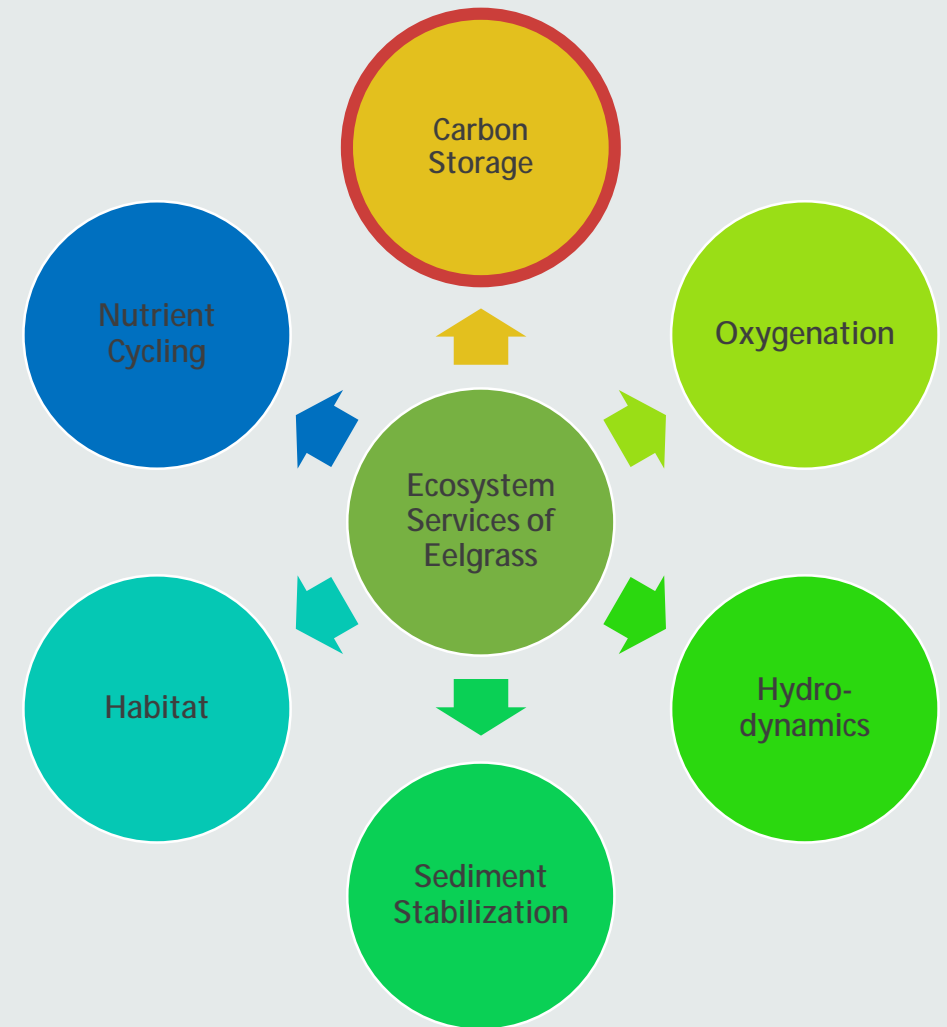 Carbon
Storage
Nutrient
Cycling
Oxygenation
Ecosystem
Services of
Eelgrass
Habitat
Hydro-
dynamics
Sediment
Stabilization